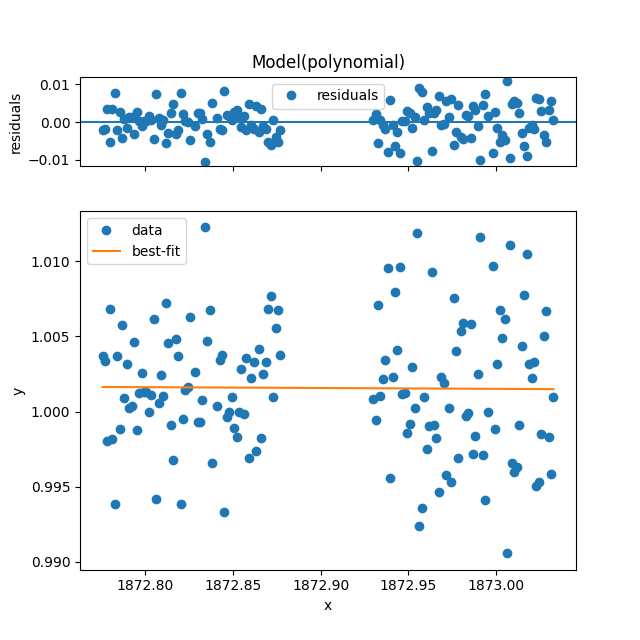 Model(polynomial)
0.01
0.00
−0.01
residuals
residuals
data
best-fit
1.010
1.005
1.000
0.995
0.990
y
1872.80 1872.85 1872.90 1872.95 1873.00
x